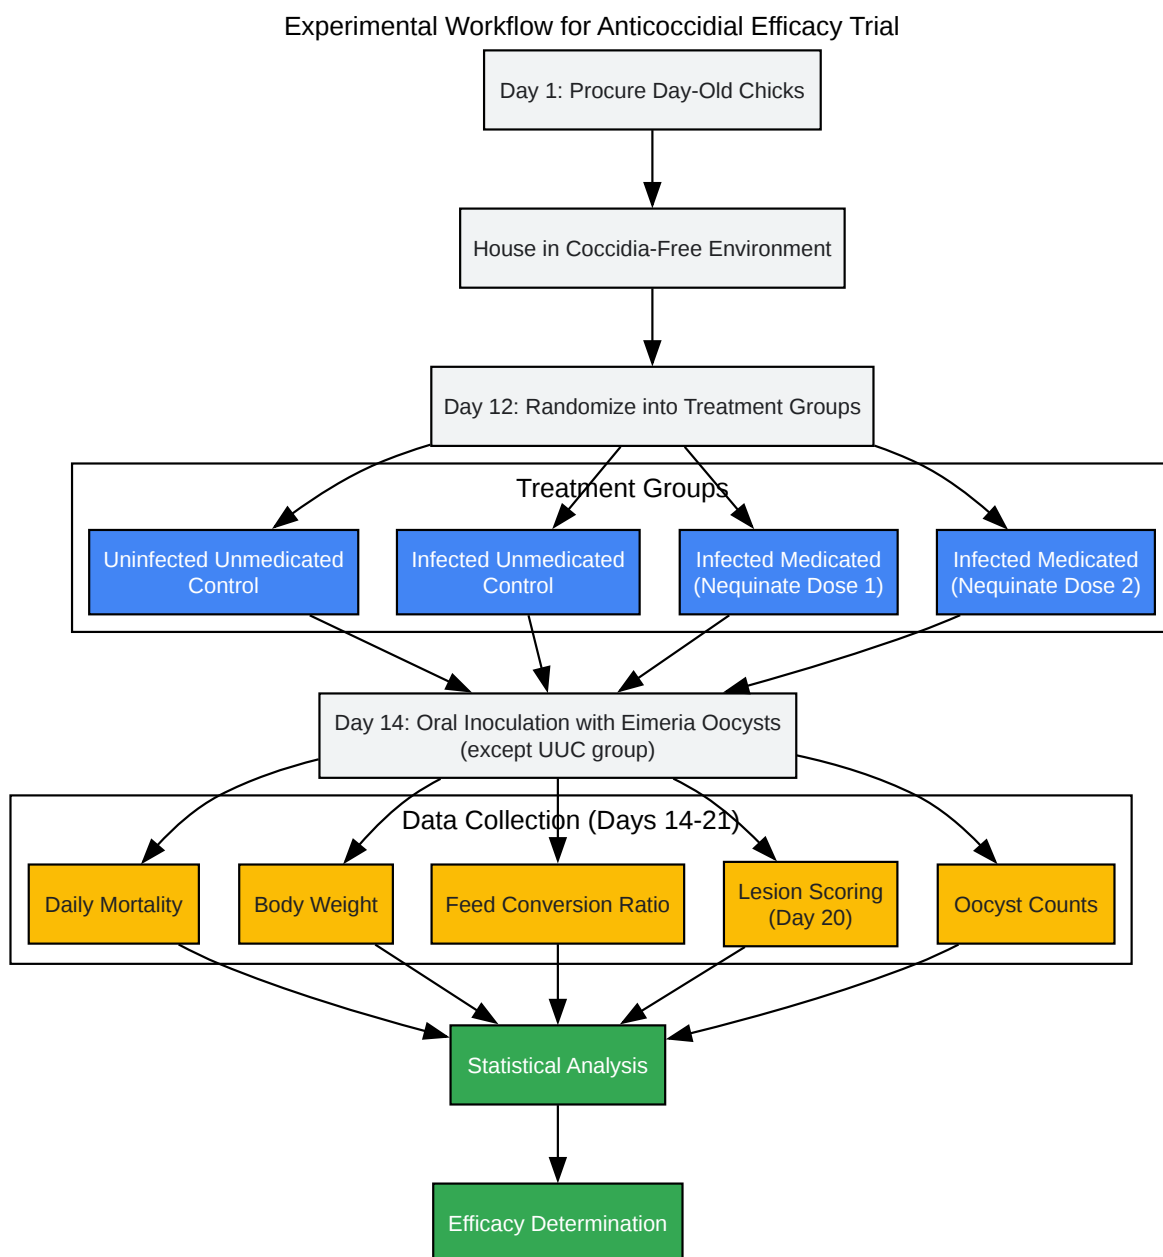 Experimental Workflow for Anticoccidial Efficacy Trial
Day 1: Procure Day-Old Chicks
House in Coccidia-Free Environment
Day 12: Randomize into Treatment Groups
Treatment Groups
Uninfected Unmedicated
Control
Infected Unmedicated
Control
Infected Medicated
(Nequinate Dose 1)
Infected Medicated
(Nequinate Dose 2)
Day 14: Oral Inoculation with Eimeria Oocysts
(except UUC group)
Data Collection (Days 14-21)
Daily Mortality
Body Weight
Feed Conversion Ratio
Lesion Scoring
(Day 20)
Oocyst Counts
Statistical Analysis
Efficacy Determination